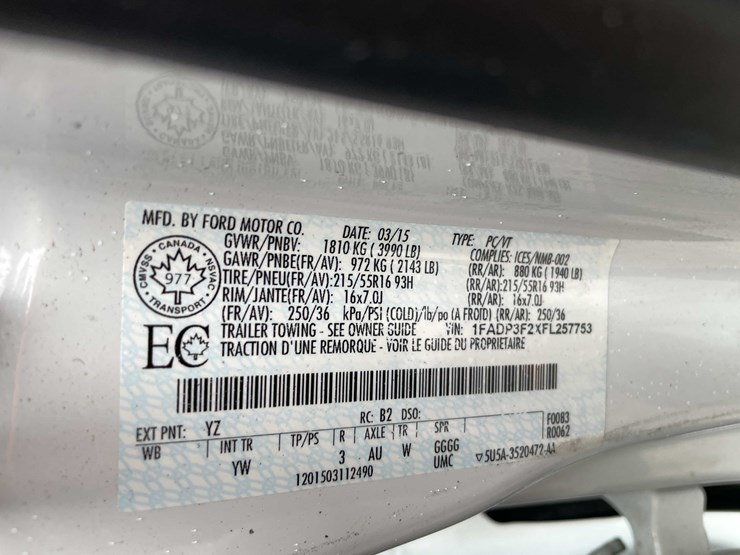 MFD. BY FORD MOTOR CO. DATE: 03/15 TYPE: PC/VT
GVWR/PNBV: 1810 KG ( 3990 LB) COMPLIES: ICES/NMB-002
GAWR/PNBE(FR/AV): 972 KG ( 2143 LB) (RR/AR): 880 KG ( 1940 LB)
TIRE/PNEU(FR/AV):215/55R16 93H (RR/AR):215/55R16 93H
RIM/JANTE(FR/AV): 16x7.0J (RR/AR): 16x7.0J
(FR/AV): 250/36 kPa/PSI (COLD)/lb/po (A FROID) (RR/AR): 250/36
TRAILER TOWING - SEE OWNER GUIDE VIN: 1FADP3F2XFL257753
TRACTION D'UNE REMORQUE - VOIR LE GUIDE DU PROPRIETAIRE
CMVSS • CANADA • NSVAC • TRANSPORT
977
EC
EXT PNT: YZ RC: B2 DSO: F0083
WB INT TR TP/PS R AXLE TR SPR R0062
YW 3 AU W GGGG
UMC
1201503112490 5U5A-3520472-AA